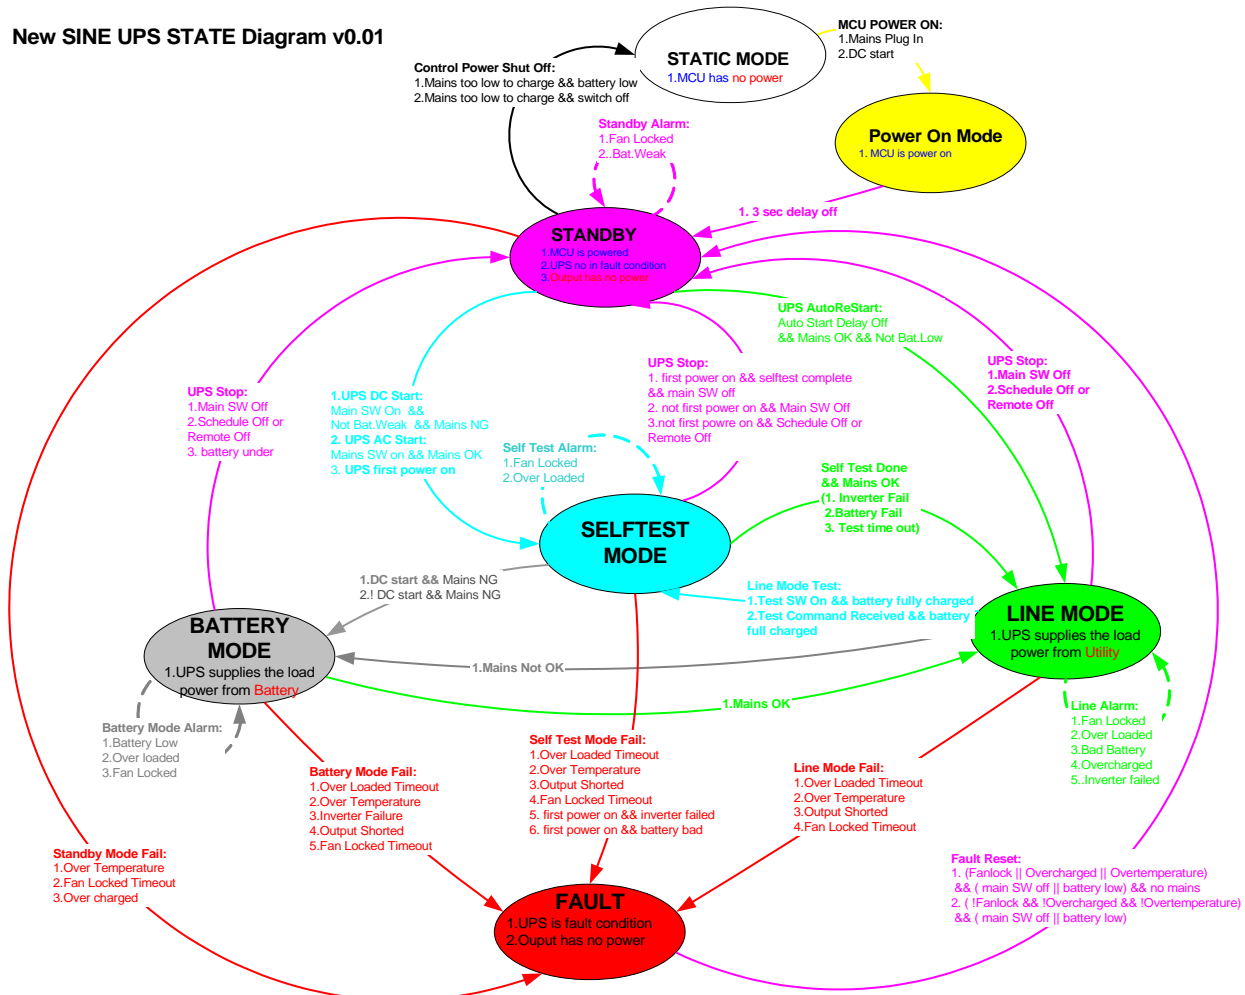 New SINE UPS STATE Diagram v0.01
MCU POWER ON:
1.Mains Plug In
2.DC start
STATIC MODE
1.MCU has no power
Control Power Shut Off:
1.Mains too low to charge && battery low
2.Mains too low to charge && switch off
Power On Mode
1. MCU is power on
Standby Alarm:
1.Fan Locked
2..Bat.Weak
1. 3 sec delay off
STANDBY
1.MCU is powered
2.UPS no in fault condition
3.Output has no power
UPS AutoReStart:
Auto Start Delay Off
&& Mains OK && Not Bat.Low
UPS Stop:
1.Main SW Off
2.Schedule Off or
Remote Off
UPS Stop:
1. first power on && selftest complete
&& main SW off
2. not first power on && Main SW Off
3.not first powre on && Schedule Off or
Remote Off
UPS Stop:
1.Main SW Off
2.Schedule Off or
Remote Off
3. battery under
1.UPS DC Start:
Main SW On  &&
Not Bat.Weak  && Mains NG
2. UPS AC Start:
Mains SW on && Mains OK
3. UPS first power on
Self Test Alarm:
1.Fan Locked
2.Over Loaded
Self Test Done
&& Mains OK
(1. Inverter Fail
2.Battery Fail
3. Test time out)
SELFTEST
MODE
1.DC start && Mains NG
2.! DC start && Mains NG
Line Mode Test:
1.Test SW On && battery fully charged
2.Test Command Received && battery
full charged
BATTERY
MODE
1.UPS supplies the load
power from Battery
LINE MODE
1.UPS supplies the load
power from Utility
1.Mains Not OK
1.Mains OK
Battery Mode Alarm:
1.Battery Low
2.Over loaded
3.Fan Locked
Line Alarm:
1.Fan Locked
2.Over Loaded
3.Bad Battery
4.Overcharged
5..Inverter failed
Battery Mode Fail:
1.Over Loaded Timeout
2.Over Temperature
3.Inverter Failure
4.Output Shorted
5.Fan Locked Timeout
Self Test Mode Fail:
1.Over Loaded Timeout
2.Over Temperature
3.Output Shorted
4.Fan Locked Timeout
5. first power on && inverter failed
6. first power on && battery bad
Line Mode Fail:
1.Over Loaded Timeout
2.Over Temperature
3.Output Shorted
4.Fan Locked Timeout
Standby Mode Fail:
1.Over Temperature
2.Fan Locked Timeout
3.Over charged
Fault Reset:
1. (Fanlock || Overcharged || Overtemperature)
&& ( main SW off || battery low) && no mains
2. ( !Fanlock && !Overcharged && !Overtemperature)
&& ( main SW off || battery low)
FAULT
1.UPS is fault condition
2.Ouput has no power